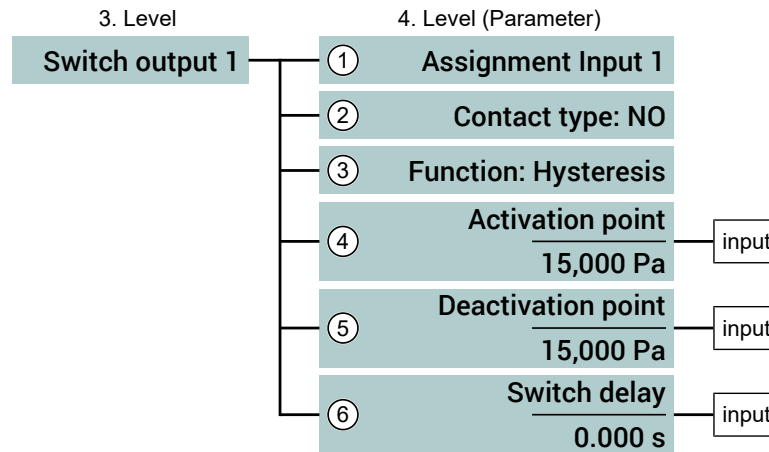 3. Level
4. Level (Parameter)
Switch output 1
1 Assignment Input 1
2 Contact type: NO
3 Function: Hysteresis
4 Activation point
15,000 Pa
input
5 Deactivation point
15,000 Pa
input
6 Switch delay
0.000 s
input